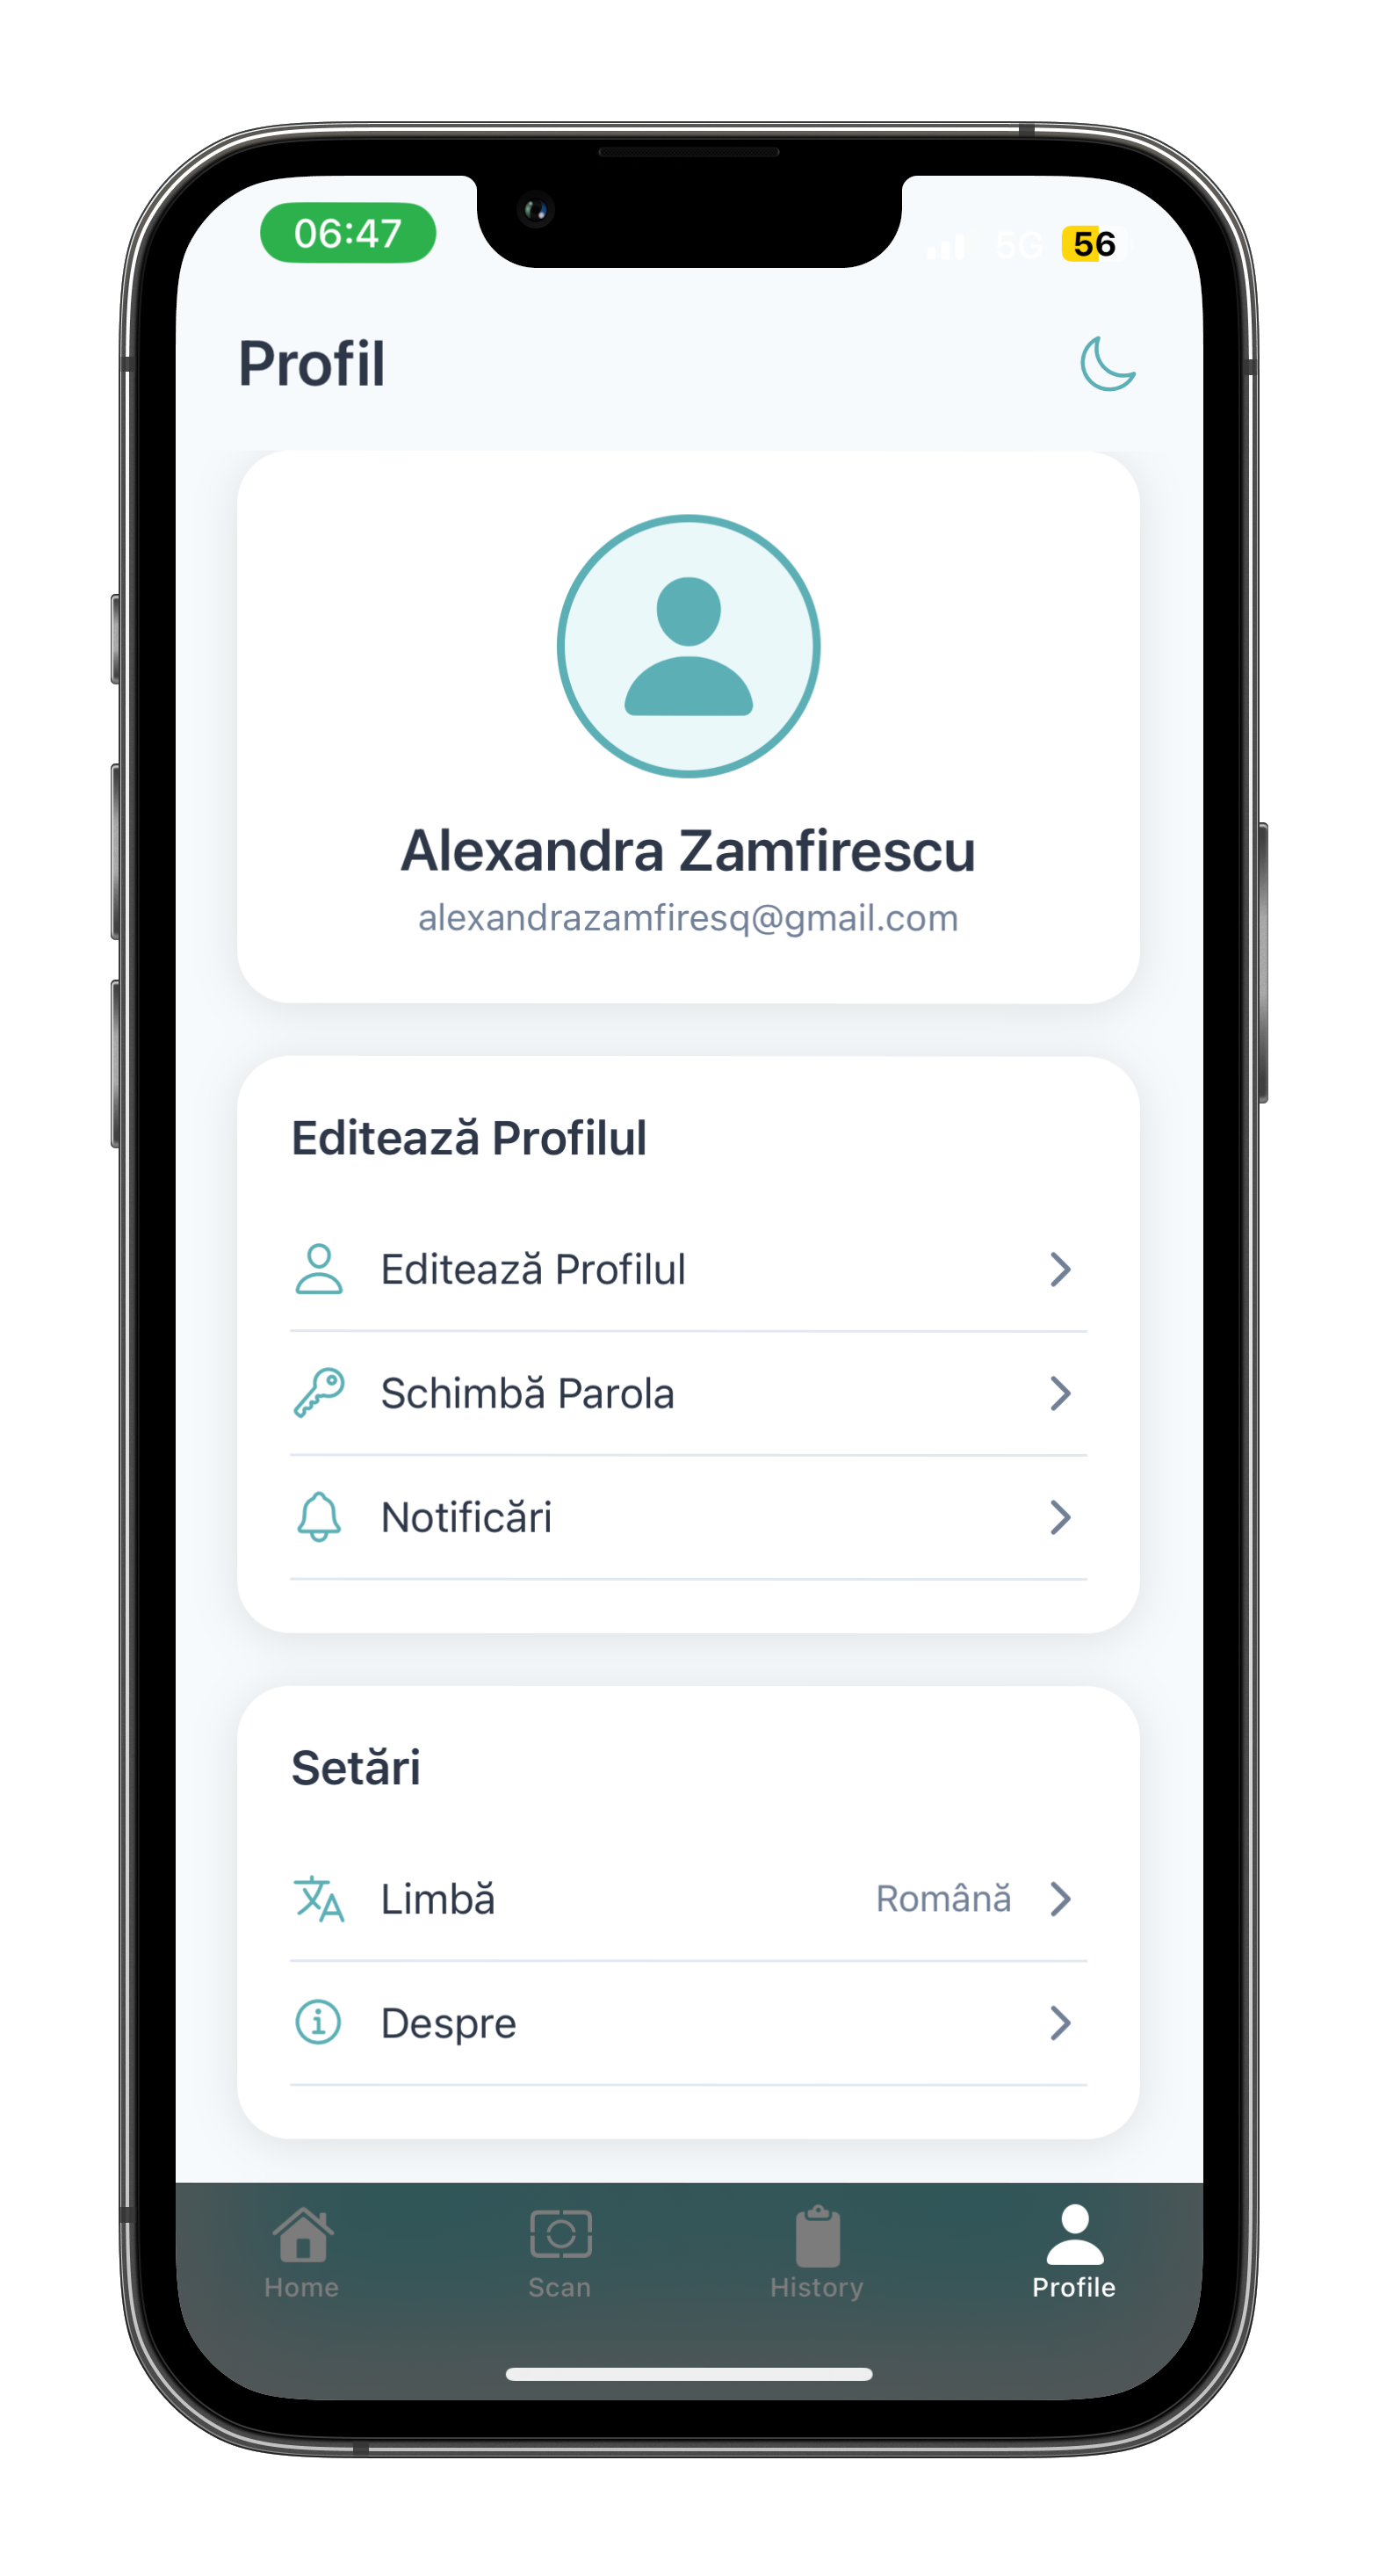 06:47
5G 56
Profil
Alexandra Zamfirescu
alexandrazamfiresq@gmail.com
Editează Profilul
Editează Profilul
Schimbă Parola
Notificări
Setări
Limbă Română
Despre
Home Scan History Profile